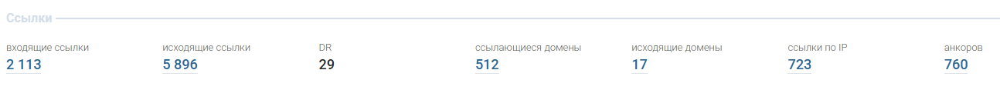 Ссылки
входящие ссылки исходящие ссылки DR ссылающиеся домены исходящие домены ссылки по IP анкоров
2 113 5 896 29 512 17 723 760